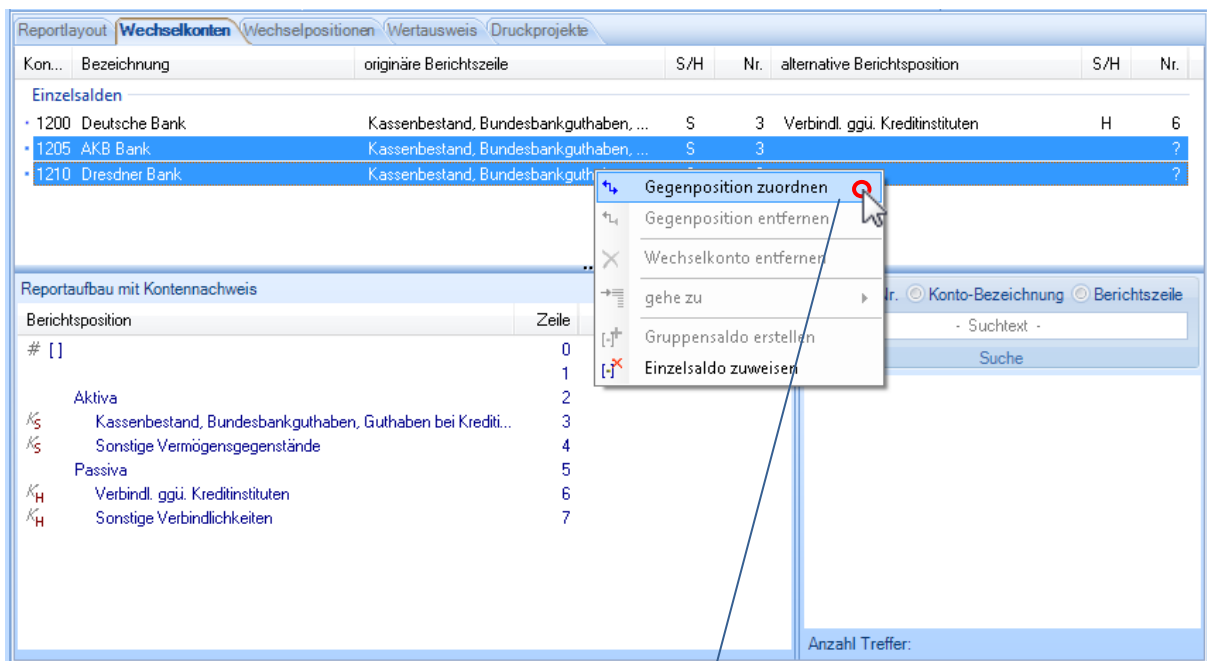 Reportlayout Wechselkonten Wechselpositionen Wertausweis Druckprojekte
Kon... Bezeichnung originäre Berichtszeile S/H Nr. alternative Berichtsposition S/H Nr.
Einzelsalden
1200 Deutsche Bank Kassenbestand, Bundesbankguthaben, ... S 3 Verbindl. ggü. Kreditinstituten H 6
1205 AKB Bank Kassenbestand, Bundesbankguthaben, ... S 3 ?
1210 Dresdner Bank Kassenbestand, Bundesbankguth ?
Gegenposition zuordnen
Gegenposition entfernen
Wechselkonto entfernen
gehe zu
Gruppensaldo erstellen
Einzelsaldo zuweisen
Reportaufbau mit Kontennachweis
Berichtsposition Zeile
# [] 0
1
Aktiva 2
KS Kassenbestand, Bundesbankguthaben, Guthaben bei Krediti... 3
KS Sonstige Vermögensgegenstände 4
Passiva 5
KH Verbindl. ggü. Kreditinstituten 6
KH Sonstige Verbindlichkeiten 7
Nr. Konto-Bezeichnung Berichtszeile
- Suchtext -
Suche
Anzahl Treffer: